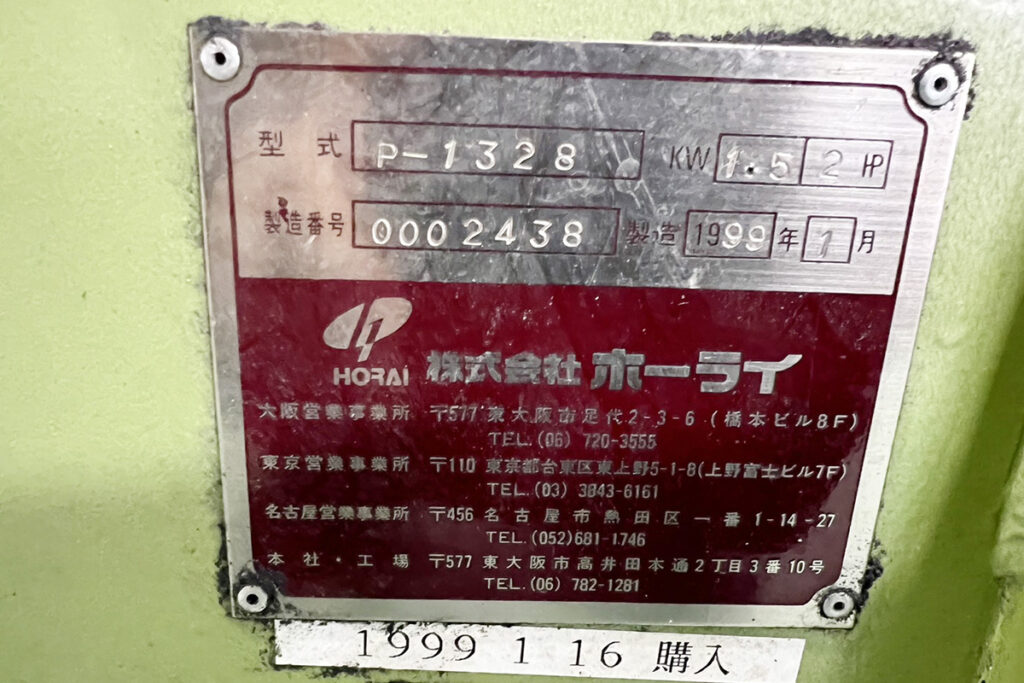 型式 P-1328 KW 1.5 2 HP
製造番号 0002438 製造 1999年 1月
HORAI 株式会社 ホーライ
大阪営業事業所 〒577 東大阪市足代2-3-6 (橋本ビル8F)
TEL.(06) 720-3555
東京営業事業所 〒110 東京都台東区東上野5-1-8(上野富士ビル7F)
TEL.(03) 3843-6161
名古屋営業事業所 〒456 名古屋市熱田区一番1-14-27
TEL.(052)681-1746
本社・工場 〒577 東大阪市高井田本通2丁目3番10号
TEL.(06) 782-1281
1999 1 16 購入